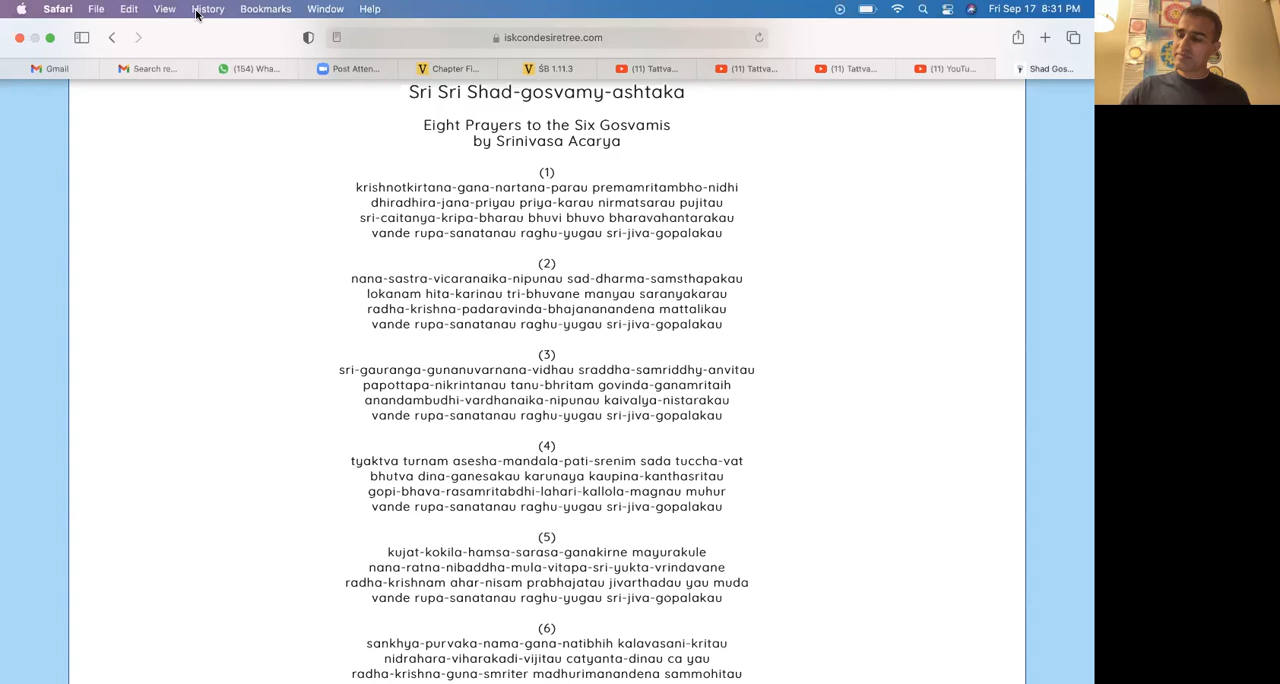 Safari File Edit View History Bookmarks Window Help Fri Sep 17 8:31 PM
iskcondesiretree.com
Gmail Search re... (154) Wha... Post Atten... Chapter Fi... ŚB 1.11.3 (11) Tattva... (11) Tattva... (11) Tattva... (11) YouTu... Shad Gos...
Sri Sri Shad-gosvamy-ashtaka
Eight Prayers to the Six Gosvamis
by Srinivasa Acarya
(1)
krishnotkirtana-gana-nartana-parau premamritambho-nidhi
dhiradhira-jana-priyau priya-karau nirmatsarau pujitau
sri-caitanya-kripa-bharau bhuvi bhuvo bharavahantarakau
vande rupa-sanatanau raghu-yugau sri-jiva-gopalakau
(2)
nana-sastra-vicaranaika-nipunau sad-dharma-samsthapakau
lokanam hita-karinau tri-bhuvane manyau saranyakarau
radha-krishna-padaravinda-bhajananandena mattalikau
vande rupa-sanatanau raghu-yugau sri-jiva-gopalakau
(3)
sri-gauranga-gunanuvarnana-vidhau sraddha-samriddhy-anvitau
papottapa-nikrintanau tanu-bhritam govinda-ganamritaih
anandambudhi-vardhanaika-nipunau kaivalya-nistarakau
vande rupa-sanatanau raghu-yugau sri-jiva-gopalakau
(4)
tyaktva turnam asesha-mandala-pati-srenim sada tuccha-vat
bhutva dina-ganesakau karunaya kaupina-kanthasritau
gopi-bhava-rasamritabdhi-lahari-kallola-magnau muhur
vande rupa-sanatanau raghu-yugau sri-jiva-gopalakau
(5)
kujat-kokila-hamsa-sarasa-ganakirne mayurakule
nana-ratna-nibaddha-mula-vitapa-sri-yukta-vrindavane
radha-krishnam ahar-nisam prabhajatau jivarthadau yau muda
vande rupa-sanatanau raghu-yugau sri-jiva-gopalakau
(6)
sankhya-purvaka-nama-gana-natibhih kalavasani-kritau
nidrahara-viharakadi-vijitau catyanta-dinau ca yau
radha-krishna-guna-smriter madhurimanandena sammohitau